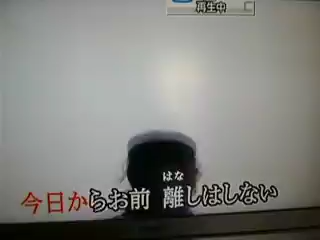 再生中
はな
今日からお前 離しはしない